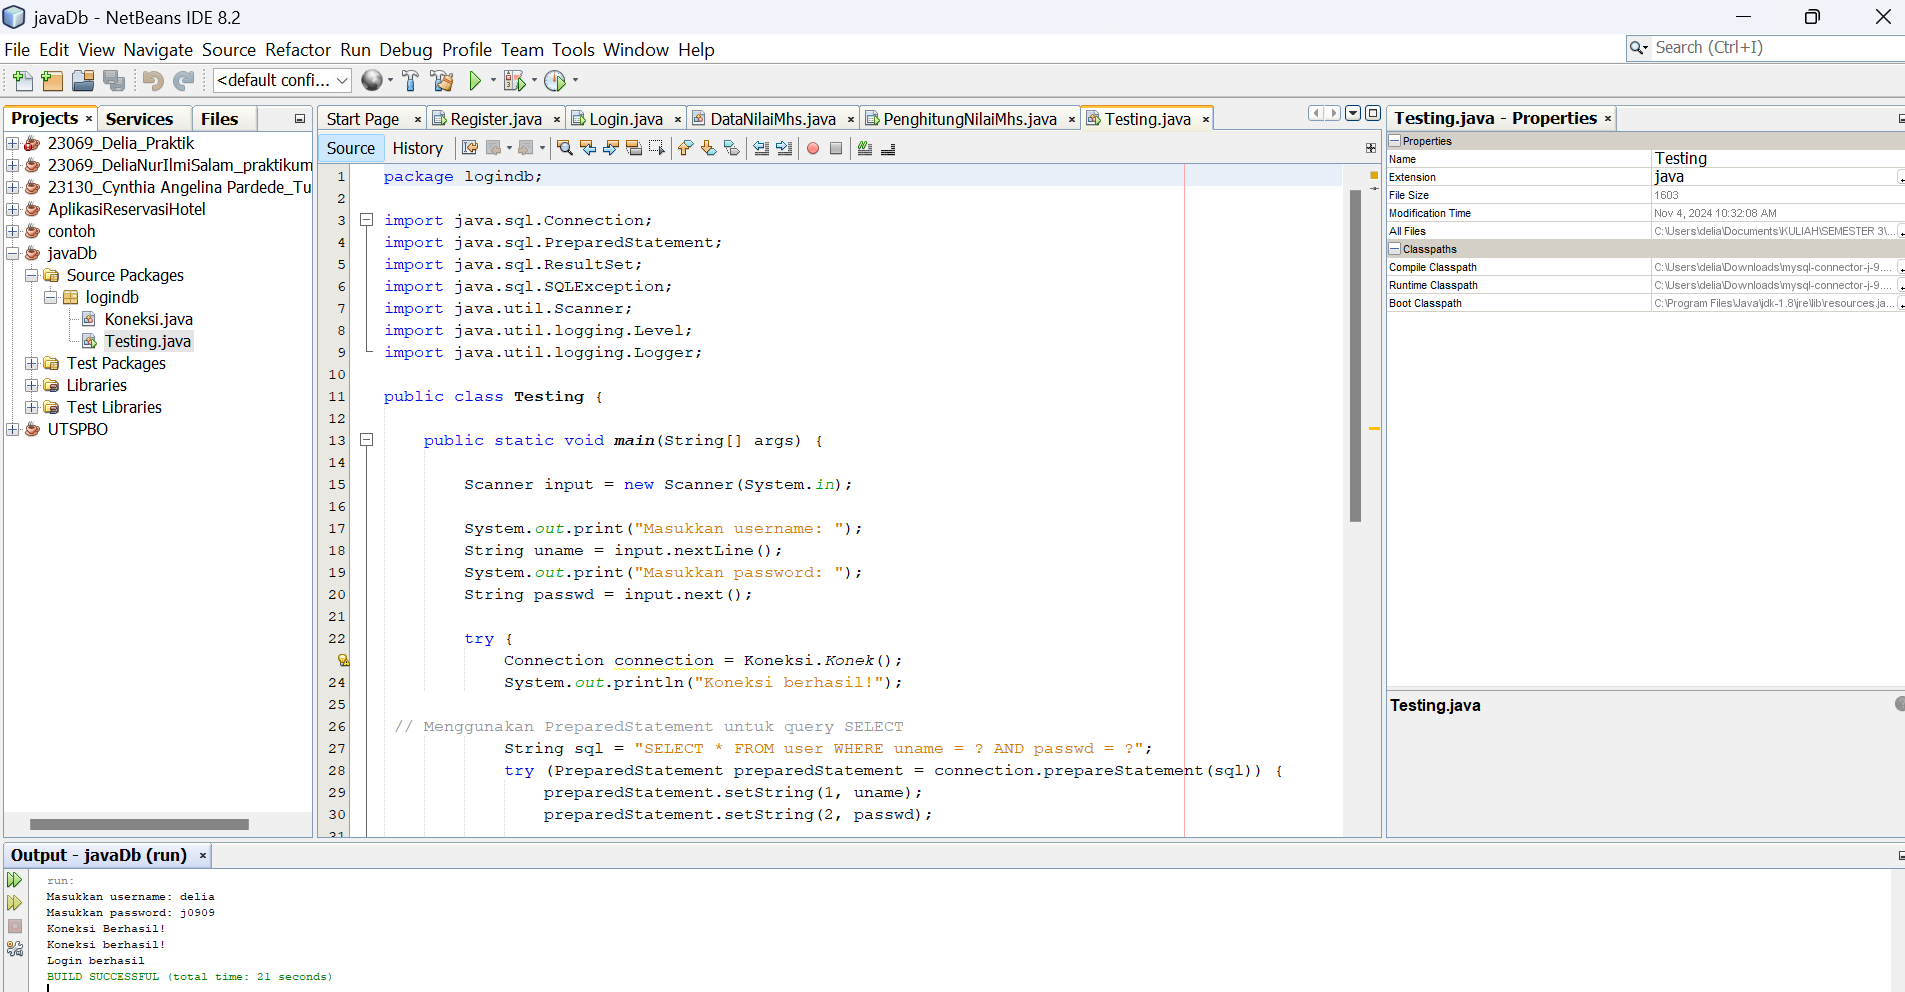 javaDb - NetBeans IDE 8.2
File Edit View Navigate Source Refactor Run Debug Profile Team Tools Window Help
Search (Ctrl+I)
<default confi...
Projects Services Files
23069_Delia_Praktik
23069_DeliaNurIlmiSalam_praktikum
23130_Cynthia Angelina Pardede_Tu
AplikasiReservasiHotel
contoh
javaDb
Source Packages
logindb
Koneksi.java
Testing.java
Test Packages
Libraries
Test Libraries
UTSPBO
Start Page Register.java Login.java DataNilaiMhs.java PenghitungNilaiMhs.java Testing.java
Source History
1 package logindb;
2
3 import java.sql.Connection;
4 import java.sql.PreparedStatement;
5 import java.sql.ResultSet;
6 import java.sql.SQLException;
7 import java.util.Scanner;
8 import java.util.logging.Level;
9 import java.util.logging.Logger;
10
11 public class Testing {
12
13 public static void main(String[] args) {
14
15 Scanner input = new Scanner(System.in);
16
17 System.out.print("Masukkan username: ");
18 String uname = input.nextLine();
19 System.out.print("Masukkan password: ");
20 String passwd = input.next();
21
22 try {
Connection connection = Koneksi.Konek();
24 System.out.println("Koneksi berhasil!");
25
26 // Menggunakan PreparedStatement untuk query SELECT
27 String sql = "SELECT * FROM user WHERE uname = ? AND passwd = ?";
28 try (PreparedStatement preparedStatement = connection.prepareStatement(sql)) {
29 preparedStatement.setString(1, uname);
30 preparedStatement.setString(2, passwd);
31
Testing.java - Properties
Properties
Name Testing
Extension java
File Size 1603
Modification Time Nov 4, 2024 10:32:08 AM
All Files C:\Users\delia\Documents\KULIAH\SEMESTER 3\...
Classpaths
Compile Classpath C:\Users\delia\Downloads\mysql-connector-j-9....
Runtime Classpath C:\Users\delia\Downloads\mysql-connector-j-9....
Boot Classpath C:\Program Files\Java\jdk-1.8\jre\lib\resources.ja...
Testing.java
Output - javaDb (run)
run:
Masukkan username: delia
Masukkan password: j0909
Koneksi Berhasil!
Koneksi berhasil!
Login berhasil
BUILD SUCCESSFUL (total time: 21 seconds)